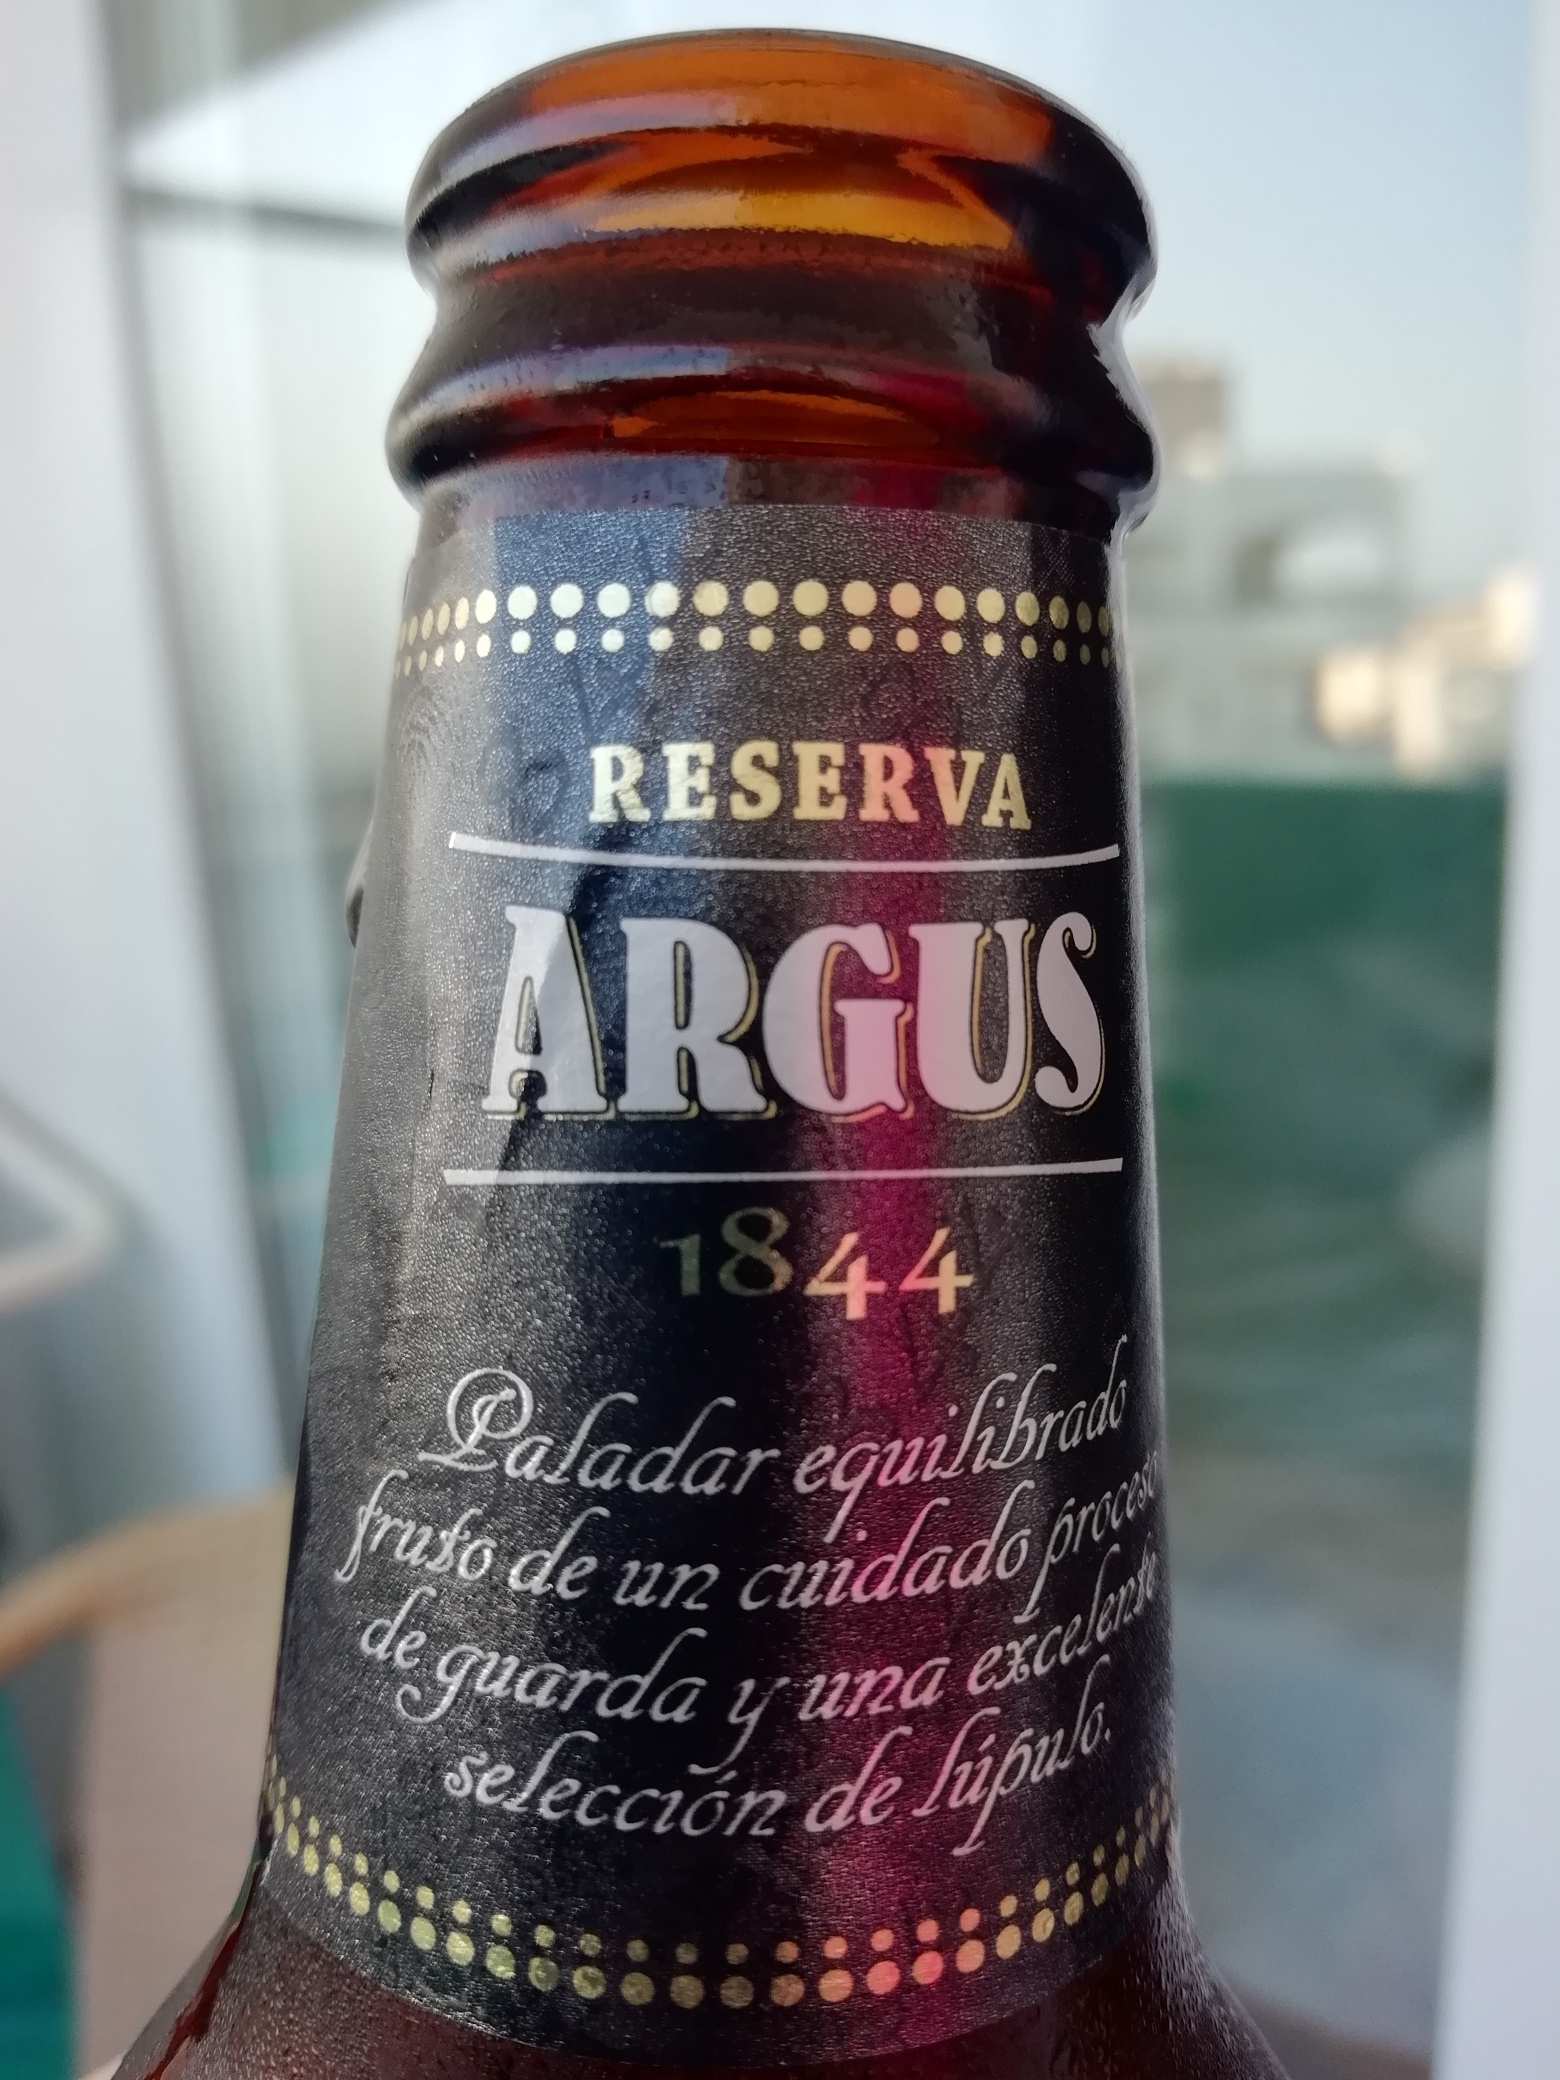 RESERVA
ARGUS
1844
Paladar equilibrado
fruto de un cuidado proceso
de guarda y una excelente
selección de lúpulo.